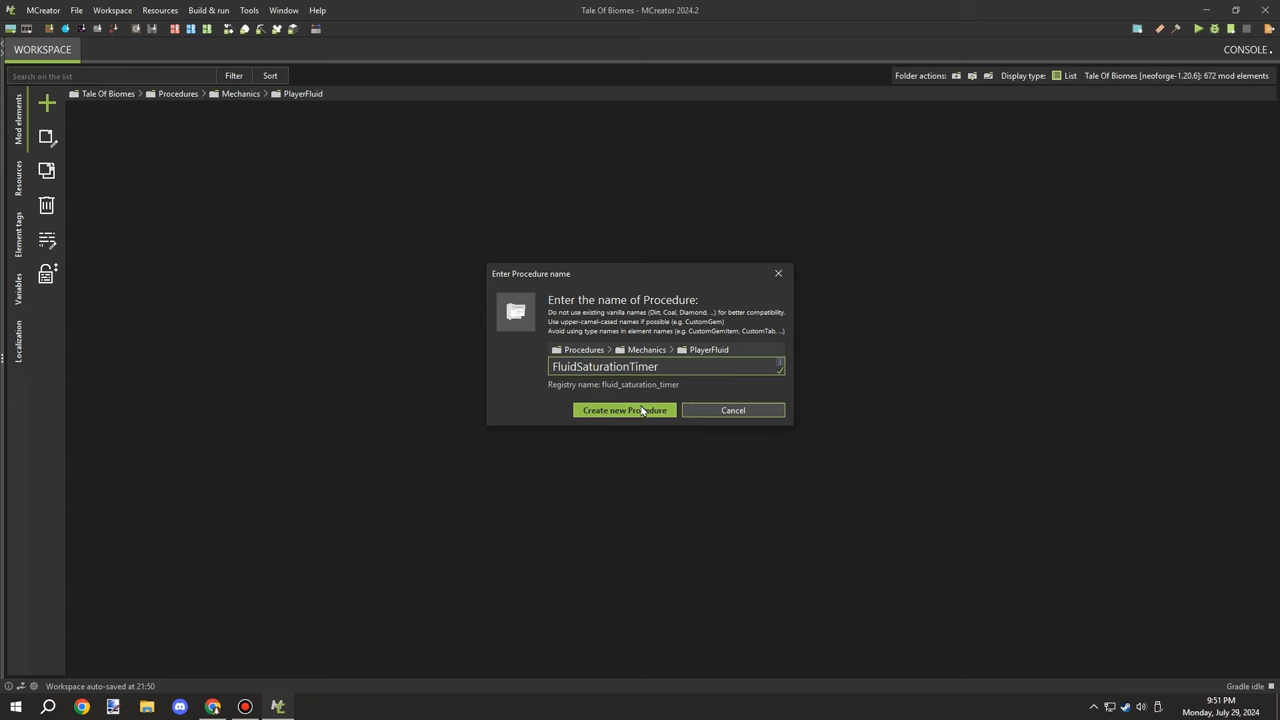 MCreator File Workspace Resources Build & run Tools Window Help
Tale Of Biomes - MCreator 2024.2
WORKSPACE
CONSOLE
Search on the list
Filter
Sort
Folder actions:
Display type: List
Tale Of Biomes [neoforge-1.20.6]: 672 mod elements
Tale Of Biomes > Procedures > Mechanics > PlayerFluid
Mod elements
Resources
Element tags
Variables
Localization
Enter Procedure name
Enter the name of Procedure:
Do not use existing vanilla names (Dirt, Coal, Diamond, ...) for better compatibility.
Use upper-camel-cased names if possible (e.g. CustomGem)
Avoid using type names in element names (e.g. CustomGemItem, CustomTab, ...)
Procedures > Mechanics > PlayerFluid
FluidSaturationTimer
Registry name: fluid_saturation_timer
Create new Procedure
Cancel
Workspace auto-saved at 21:50
Gradle idle
9:51 PM
Monday, July 29, 2024